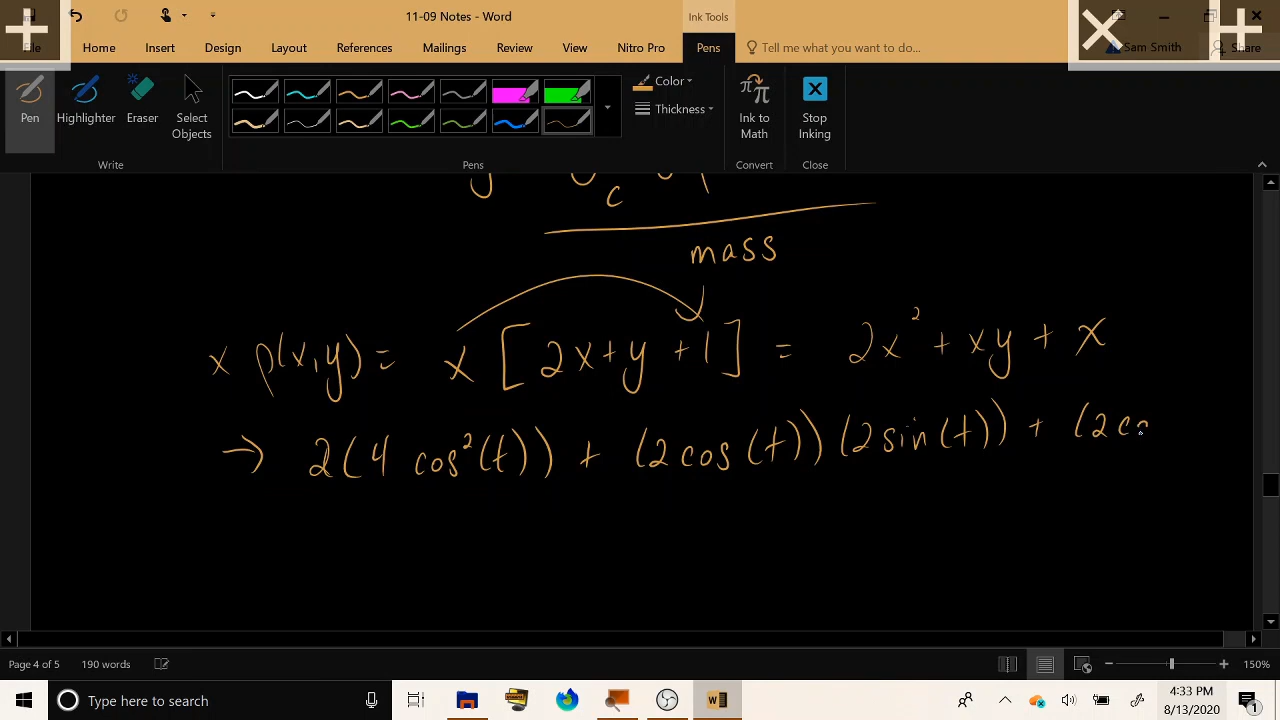 11-09 Notes - Word
Ink Tools
File Home Insert Design Layout References Mailings Review View Nitro Pro Pens Tell me what you want to do... Sam Smith Share
Pen Highlighter Eraser Select Objects
Color
Thickness
Ink to Math
Stop Inking
Write Pens Convert Close
c
mass
x ρ(x,y) = x [2x+y+1] = 2x² + xy + x
→ 2(4 cos²(t)) + (2cos(t))(2sin(t)) + (2co
Page 4 of 5 190 words 150%
Type here to search
4:33 PM
8/13/2020
1